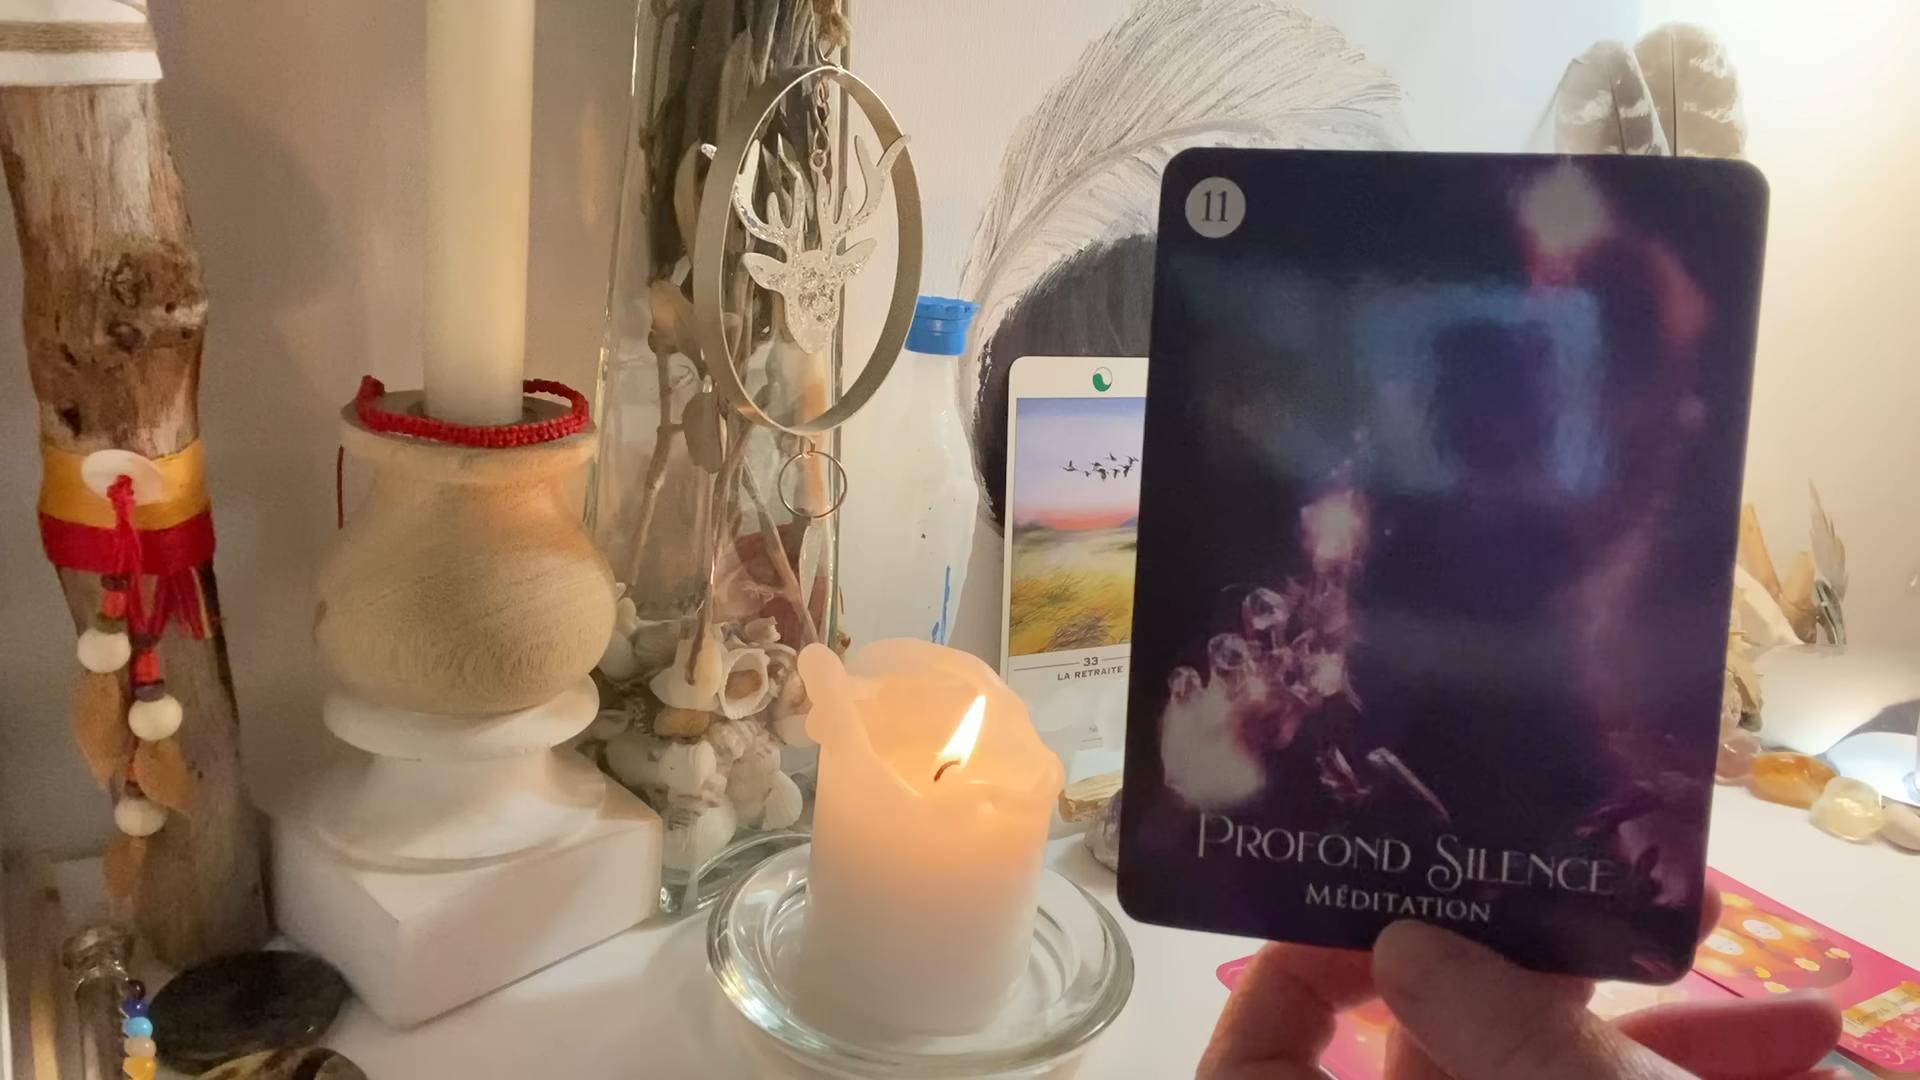 11
PROFOND SILENCE
MÉDITATION
33
LA RETRAITE